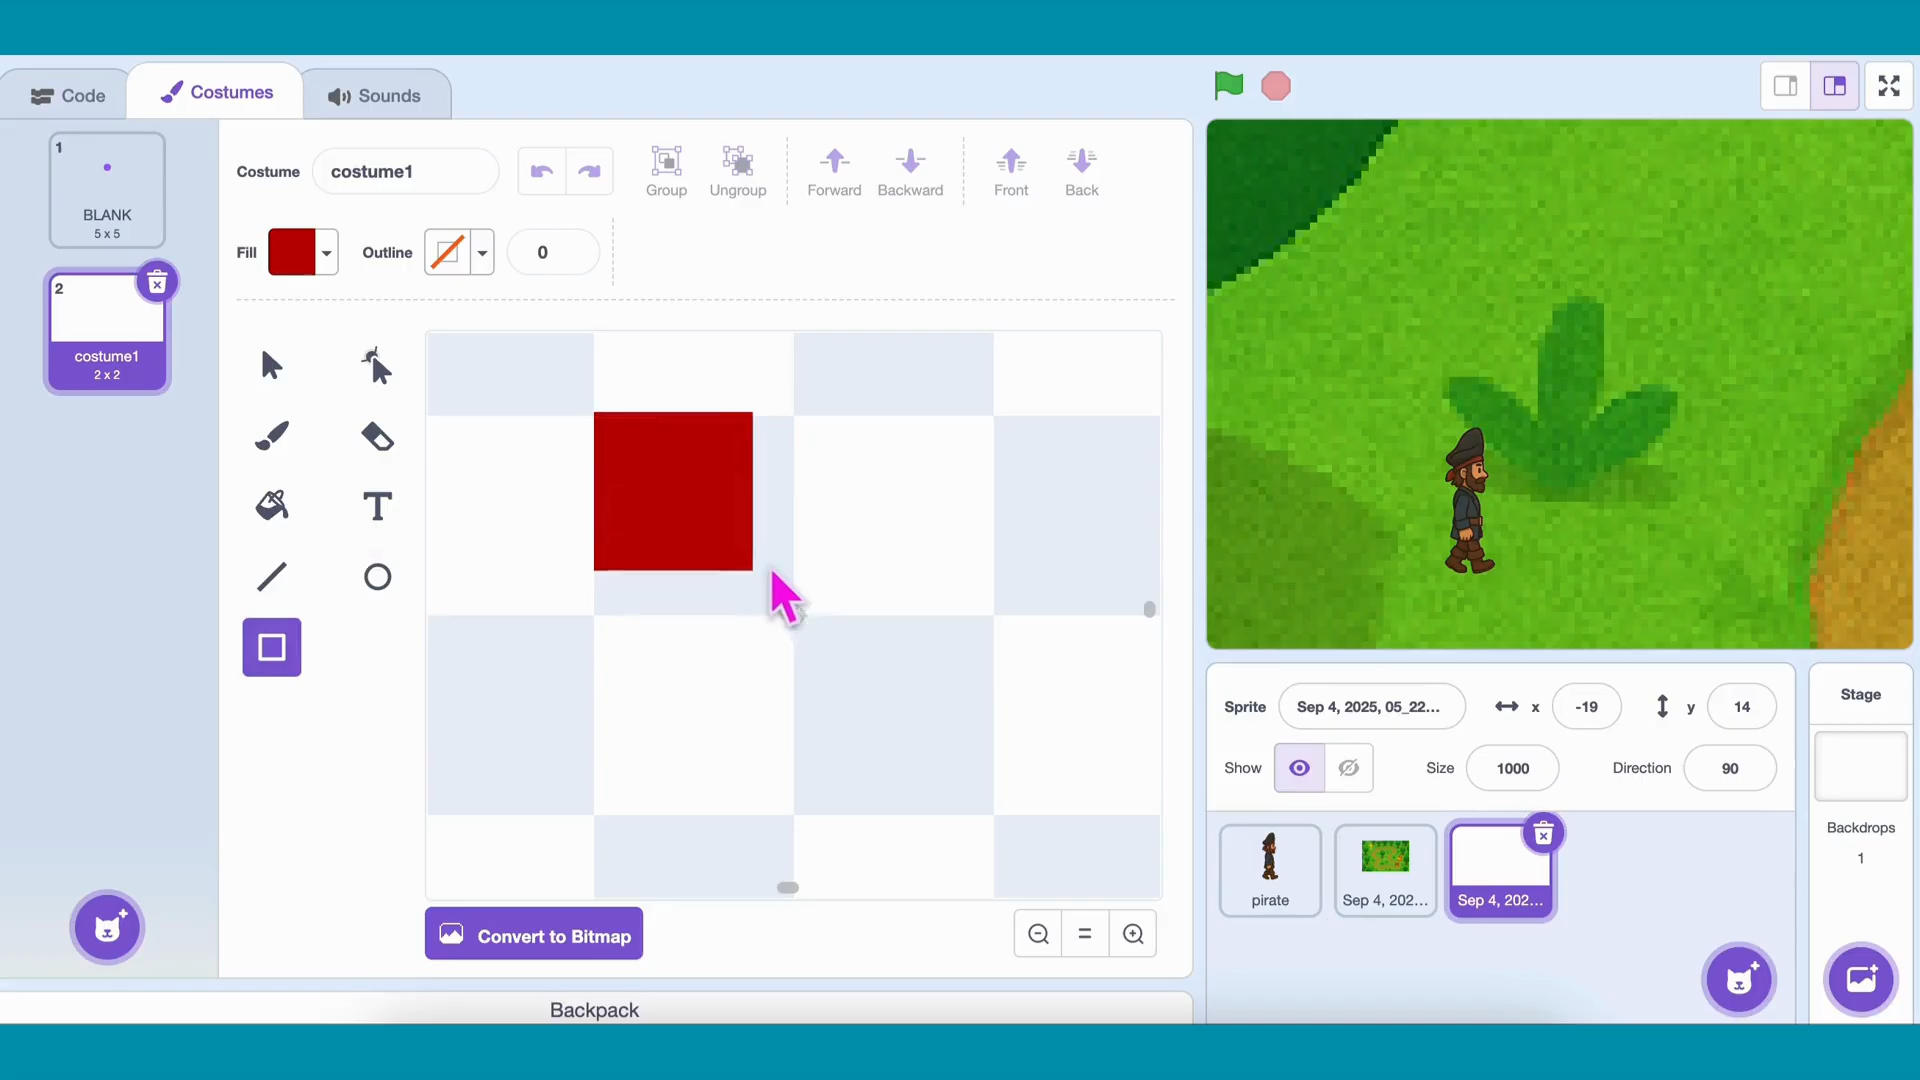 Code
Costumes
Sounds
1
BLANK
5 x 5
2
costume1
2 x 2
Costume
costume1
Group
Ungroup
Forward
Backward
Front
Back
Fill
Outline
0
Convert to Bitmap
Backpack
Sprite
Sep 4, 2025, 05_22...
x
-19
y
14
Show
Size
1000
Direction
90
pirate
Sep 4, 202...
Sep 4, 202...
Stage
Backdrops
1